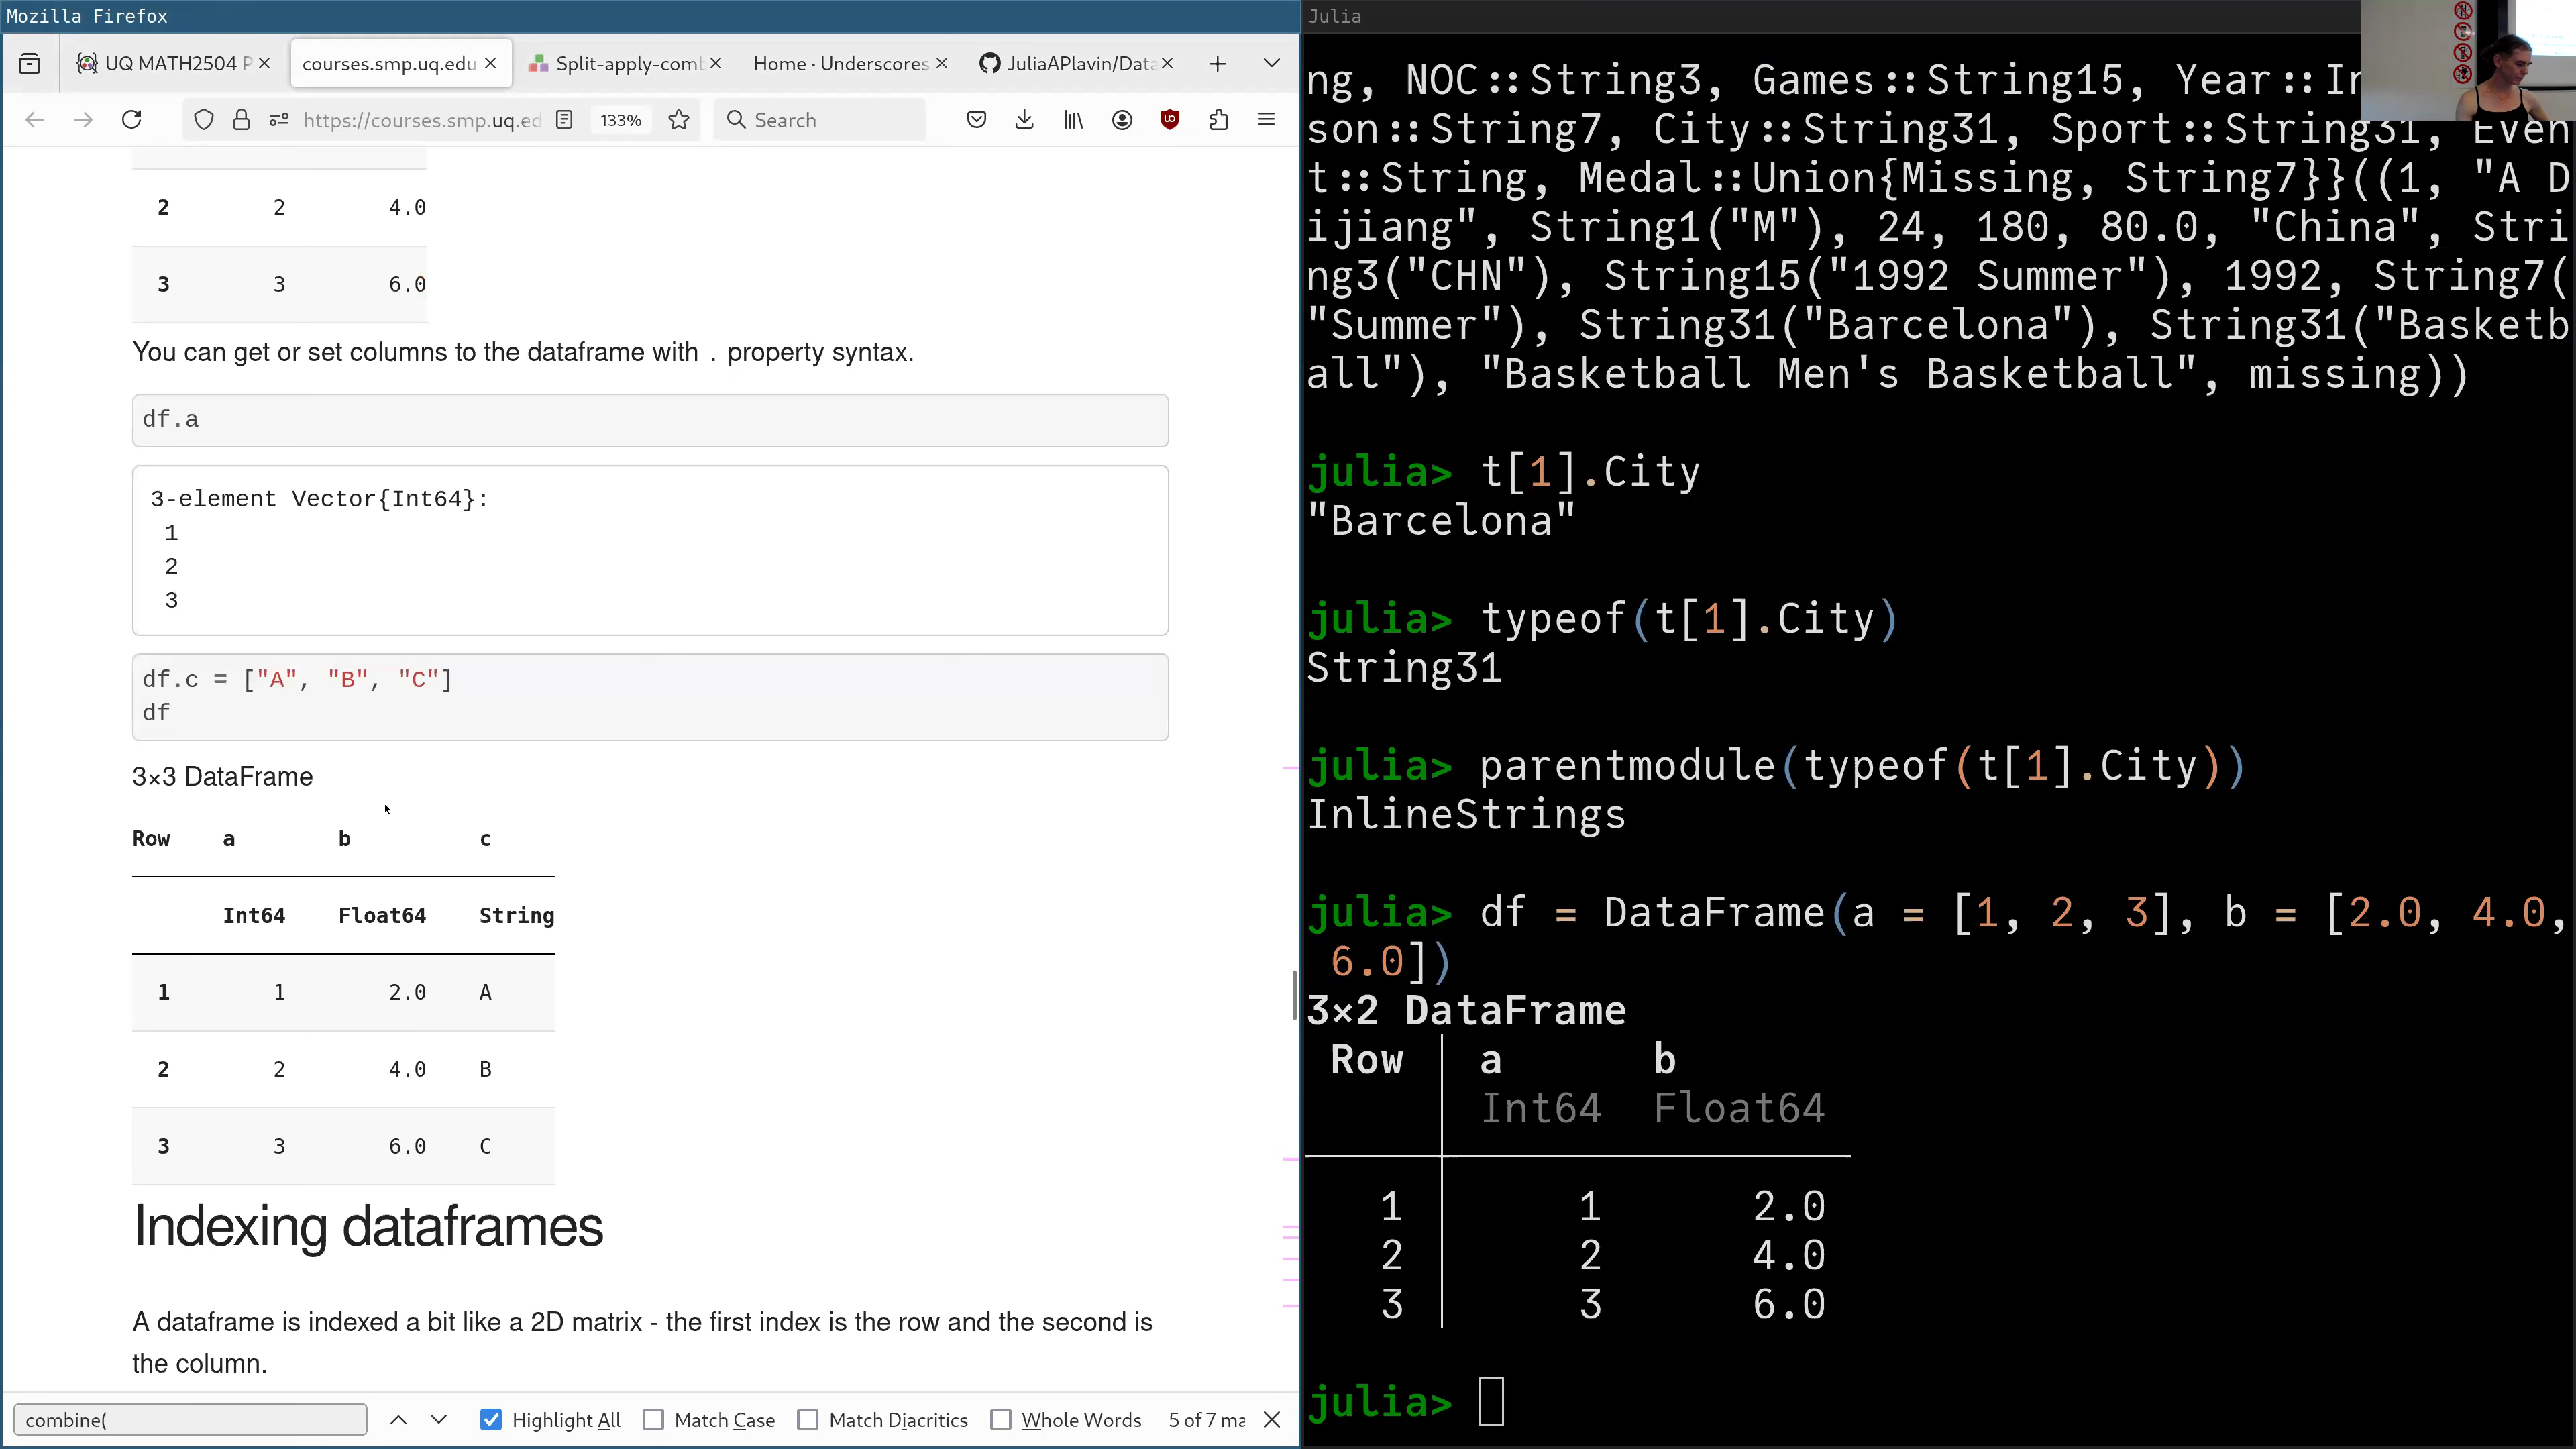 Mozilla Firefox
UQ MATH2504 P
courses.smp.uq.edu
Split-apply-comb
Home · Underscores
JuliaAPlavin/Data
https://courses.smp.uq.ed
133%
Search
2 2 4.0
3 3 6.0
You can get or set columns to the dataframe with . property syntax.
df.a
3-element Vector{Int64}:
1
2
3
df.c = ["A", "B", "C"]
df
3×3 DataFrame
Row a b c
Int64 Float64 String
1 1 2.0 A
2 2 4.0 B
3 3 6.0 C
Indexing dataframes
A dataframe is indexed a bit like a 2D matrix - the first index is the row and the second is
the column.
combine(
Highlight All
Match Case
Match Diacritics
Whole Words
5 of 7 ma
Julia
ng, NOC::String3, Games::String15, Year::In
son::String7, City::String31, Sport::String31, Even
t::String, Medal::Union{Missing, String7}}((1, "A D
ijiang", String1("M"), 24, 180, 80.0, "China", Stri
ng3("CHN"), String15("1992 Summer"), 1992, String7(
"Summer"), String31("Barcelona"), String31("Basketb
all"), "Basketball Men's Basketball", missing))
julia> t[1].City
"Barcelona"
julia> typeof(t[1].City)
String31
julia> parentmodule(typeof(t[1].City))
InlineStrings
julia> df = DataFrame(a = [1, 2, 3], b = [2.0, 4.0,
6.0])
3×2 DataFrame
Row a b
Int64 Float64
1 1 2.0
2 2 4.0
3 3 6.0
julia>